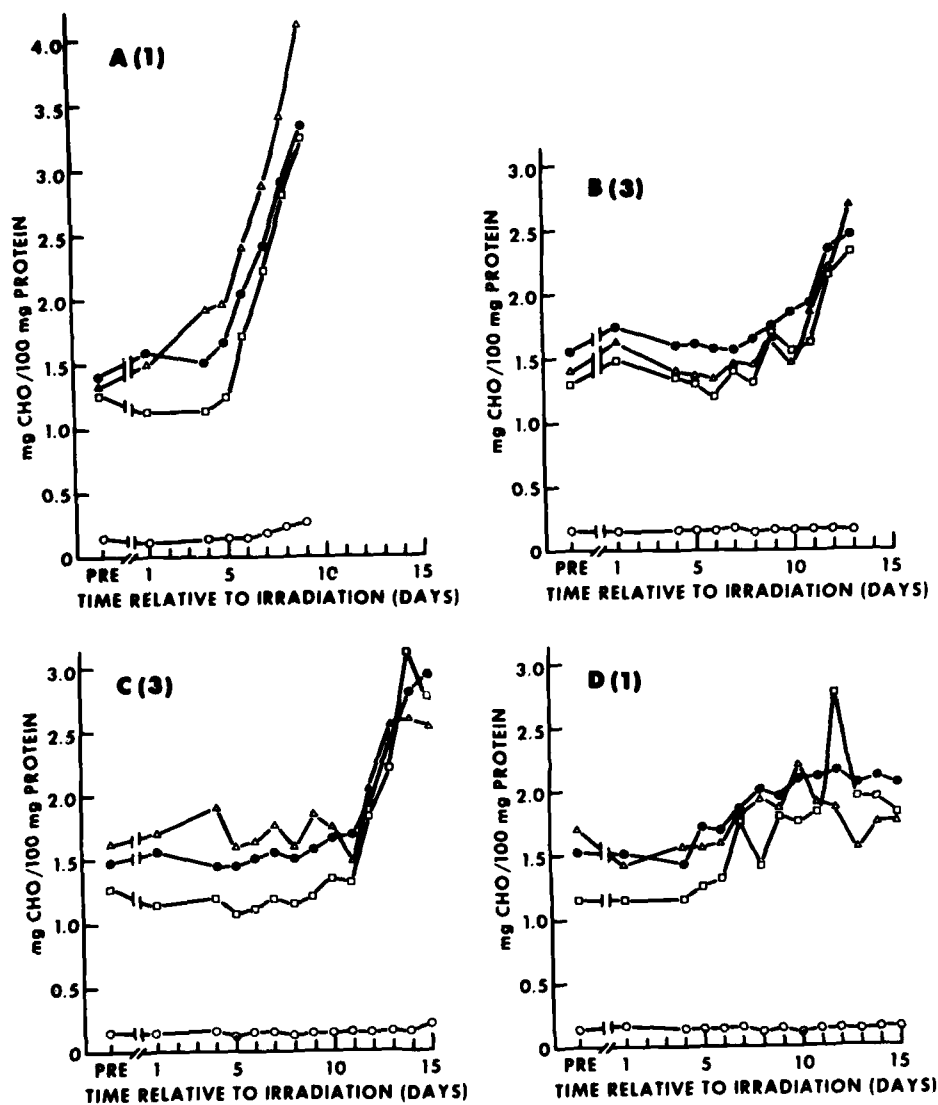 A (1)
mg CHO/100 mg PROTEIN
4.0
3.5
3.0
2.5
2.0
1.5
1.0
0.5
0
PRE 1 5 10 15
TIME RELATIVE TO IRRADIATION (DAYS)
B (3)
mg CHO/100 mg PROTEIN
3.0
2.5
2.0
1.5
1.0
0.5
0
PRE 1 5 10 15
TIME RELATIVE TO IRRADIATION (DAYS)
C (3)
mg CHO/100 mg PROTEIN
3.0
2.5
2.0
1.5
1.0
0.5
0
PRE 1 5 10 15
TIME RELATIVE TO IRRADIATION (DAYS)
D (1)
mg CHO/100 mg PROTEIN
3.0
2.5
2.0
1.5
1.0
0.5
0
PRE 1 5 10 15
TIME RELATIVE TO IRRADIATION (DAYS)